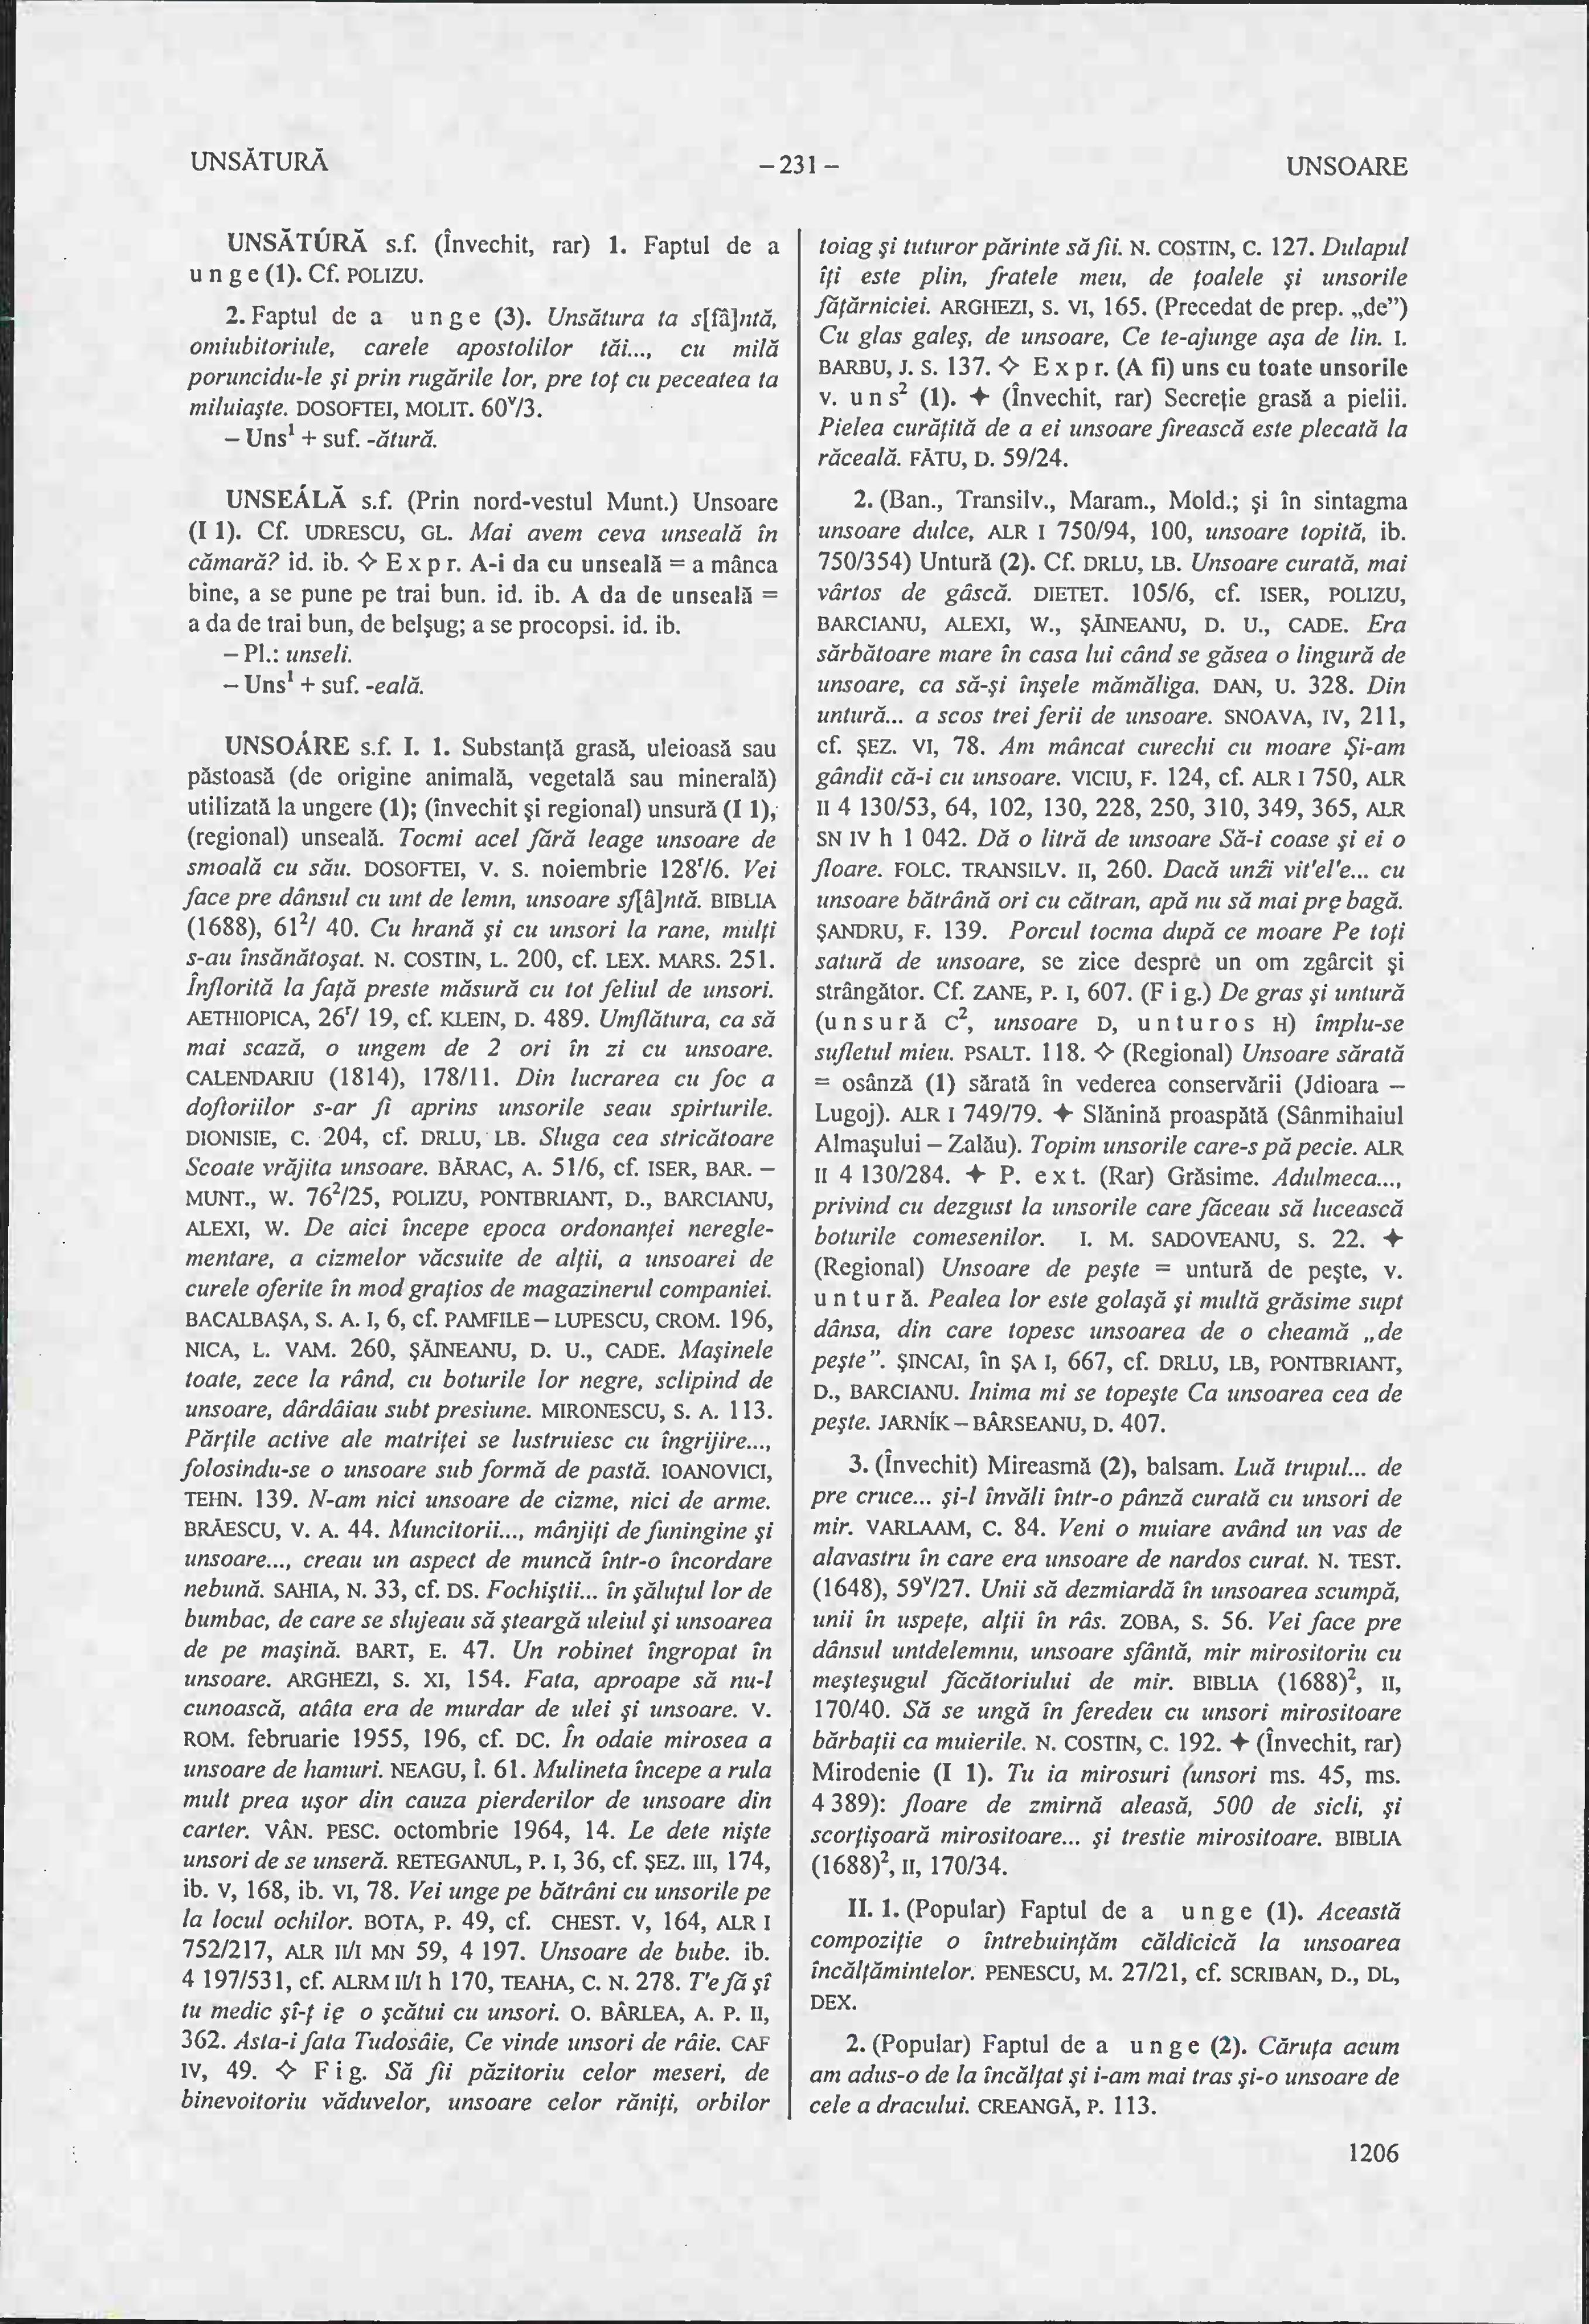 UNSĂTURĂ
–231–
UNSOARE
UNSĂTÚRĂ s.f. (Învechit, rar) 1. Faptul de a
u n g e (1). Cf. POLIZU.
2. Faptul de a u n g e (3). Unsătura ta s[fâ]ntă,
omiubitoriule, carele apostolilor tăi..., cu milă
poruncidu-le şi prin rugările lor, pre toţ cu peceatea ta
miluiaşte. DOSOFTEI, MOLIT. 60ᵛ/3.
– Uns¹ + suf. -ătură.
UNSEÁLĂ s.f. (Prin nord-vestul Munt.) Unsoare
(I 1). Cf. UDRESCU, GL. Mai avem ceva unseală în
cămară? id. ib. ◇ E x p r. A-i da cu unseală = a mânca
bine, a se pune pe trai bun. id. ib. A da de unseală =
a da de trai bun, de belşug; a se procopsi. id. ib.
– Pl.: unseli.
– Uns¹ + suf. -eală.
UNSOÁRE s.f. I. 1. Substanţă grasă, uleioasă sau
păstoasă (de origine animală, vegetală sau minerală)
utilizată la ungere (1); (învechit şi regional) unsură (I 1),
(regional) unseală. Tocmi acel fără leage unsoare de
smoală cu său. DOSOFTEI, V. S. noiembrie 128ʳ/6. Vei
face pre dânsul cu unt de lemn, unsoare sf[â]ntă. BIBLIA
(1688), 61²/ 40. Cu hrană şi cu unsori la rane, mulţi
s-au însănătoşat. N. COSTIN, L. 200, cf. LEX. MARS. 251.
Înflorită la faţă preste măsură cu tot feliul de unsori.
AETHIOPICA, 26ʳ/ 19, cf. KLEIN, D. 489. Umflătura, ca să
mai scază, o ungem de 2 ori în zi cu unsoare.
CALENDARIU (1814), 178/11. Din lucrarea cu foc a
doftoriilor s-ar fi aprins unsorile seau spirturile.
DIONISIE, C. 204, cf. DRLU, LB. Sluga cea stricătoare
Scoate vrăjita unsoare. BĂRAC, A. 51/6, cf. ISER, BAR. –
MUNT., W. 76²/25, POLIZU, PONTBRIANT, D., BARCIANU,
ALEXI, W. De aici începe epoca ordonanţei neregle-
mentare, a cizmelor văcsuite de alţii, a unsoarei de
curele oferite în mod graţios de magazinerul companiei.
BACALBAŞA, S. A. I, 6, cf. PAMFILE – LUPESCU, CROM. 196,
NICA, L. VAM. 260, ŞĂINEANU, D. U., CADE. Maşinele
toate, zece la rând, cu boturile lor negre, sclipind de
unsoare, dârdâiau subt presiune. MIRONESCU, S. A. 113.
Părţile active ale matriţei se lustruiesc cu îngrijire...,
folosindu-se o unsoare sub formă de pastă. IOANOVICI,
TEHN. 139. N-am nici unsoare de cizme, nici de arme.
BRĂESCU, V. A. 44. Muncitorii..., mânjiţi de funingine şi
unsoare..., creau un aspect de muncă într-o încordare
nebună. SAHIA, N. 33, cf. DS. Fochiştii... în şăluţul lor de
bumbac, de care se slujeau să şteargă uleiul şi unsoarea
de pe maşină. BART, E. 47. Un robinet îngropat în
unsoare. ARGHEZI, S. XI, 154. Fata, aproape să nu-l
cunoască, atâta era de murdar de ulei şi unsoare. V.
ROM. februarie 1955, 196, cf. DC. În odaie mirosea a
unsoare de hamuri. NEAGU, Î. 61. Mulineta începe a rula
mult prea uşor din cauza pierderilor de unsoare din
carter. VÂN. PESC. octombrie 1964, 14. Le dete nişte
unsori de se unseră. RETEGANUL, P. I, 36, cf. ŞEZ. III, 174,
ib. V, 168, ib. VI, 78. Vei unge pe bătrâni cu unsorile pe
la locul ochilor. BOTA, P. 49, cf. CHEST. V, 164, ALR I
752/217, ALR II/I MN 59, 4 197. Unsoare de bube. ib.
4 197/531, cf. ALRM II/I h 170, TEAHA, C. N. 278. T'e fă şî
tu medic şî-ţ ię o şcătui cu unsori. O. BÂRLEA, A. P. II,
362. Asta-i fata Tudosâie, Ce vinde unsori de râie. CAF
IV, 49. ◇ F i g. Să fii păzitoriu celor meseri, de
binevoitoriu văduvelor, unsoare celor răniţi, orbilor
toiag şi tuturor părinte să fii. N. COSTIN, C. 127. Dulapul
îţi este plin, fratele meu, de ţoalele şi unsorile
făţărniciei. ARGHEZI, S. VI, 165. (Precedat de prep. „de”)
Cu glas galeş, de unsoare, Ce te-ajunge aşa de lin. I.
BARBU, J. S. 137. ◇ E x p r. (A fi) uns cu toate unsorile
v. u n s² (1). ✦ (Învechit, rar) Secreţie grasă a pielii.
Pielea curăţită de a ei unsoare firească este plecată la
răceală. FĂTU, D. 59/24.
2. (Ban., Transilv., Maram., Mold.; şi în sintagma
unsoare dulce, ALR I 750/94, 100, unsoare topită, ib.
750/354) Untură (2). Cf. DRLU, LB. Unsoare curată, mai
vârtos de gâscă. DIETET. 105/6, cf. ISER, POLIZU,
BARCIANU, ALEXI, W., ŞĂINEANU, D. U., CADE. Era
sărbătoare mare în casa lui când se găsea o lingură de
unsoare, ca să-şi înşele mămăliga. DAN, U. 328. Din
untură... a scos trei ferii de unsoare. SNOAVA, IV, 211,
cf. ŞEZ. VI, 78. Am mâncat curechi cu moare Şi-am
gândit că-i cu unsoare. VICIU, F. 124, cf. ALR I 750, ALR
II 4 130/53, 64, 102, 130, 228, 250, 310, 349, 365, ALR
SN IV h 1 042. Dă o litră de unsoare Să-i coase şi ei o
floare. FOLC. TRANSILV. II, 260. Dacă unźi vit'el'e... cu
unsoare bătrână ori cu cătran, apă nu să mai pręe bagă.
ŞANDRU, F. 139. Porcul tocma după ce moare Pe toţi
satură de unsoare, se zice despre un om zgârcit şi
strângător. Cf. ZANE, P. I, 607. (F i g.) De gras şi untură
(u n s u r ă C², unsoare D, u n t u r o s H) împlu-se
sufletul mieu. PSALT. 118. ◇ (Regional) Unsoare sărată
= osânză (1) sărată în vederea conservării (Jdioara –
Lugoj). ALR I 749/79. ✦ Slănină proaspătă (Sânmihaiul
Almaşului – Zalău). Topim unsorile care-s pă pecie. ALR
II 4 130/284. ✦ P. e x t. (Rar) Grăsime. Adulmeca...,
privind cu dezgust la unsorile care făceau să lucească
boturile comesenilor. I. M. SADOVEANU, S. 22. ✦
(Regional) Unsoare de peşte = untură de peşte, v.
u n t u r ă. Pealea lor este golaşă şi multă grăsime supt
dânsa, din care topesc unsoarea de o cheamă „de
peşte”. ŞINCAI, în ŞA I, 667, cf. DRLU, LB, PONTBRIANT,
D., BARCIANU. Inima mi se topeşte Ca unsoarea cea de
peşte. JARNÍK – BÂRSEANU, D. 407.
3. (Învechit) Mireasmă (2), balsam. Luă trupul... de
pre cruce... şi-l învăli într-o pânză curată cu unsori de
mir. VARLAAM, C. 84. Veni o muiare având un vas de
alavastru în care era unsoare de nardos curat. N. TEST.
(1648), 59ᵛ/27. Unii să dezmiardă în unsoarea scumpă,
unii în uspeţe, alţii în râs. ZOBA, S. 56. Vei face pre
dânsul untdelemnu, unsoare sfântă, mir mirositoriu cu
meşteşugul făcătoriului de mir. BIBLIA (1688)², II,
170/40. Să se ungă în feredeu cu unsori mirositoare
bărbaţii ca muierile. N. COSTIN, C. 192. ✦ (Învechit, rar)
Mirodenie (I 1). Tu ia mirosuri (unsori ms. 45, ms.
4 389): floare de zmirnă aleasă, 500 de sicli, şi
scorţişoară mirositoare... şi trestie mirositoare. BIBLIA
(1688)², II, 170/34.
II. 1. (Popular) Faptul de a u n g e (1). Această
compoziţie o întrebuinţăm căldicică la unsoarea
încălţămintelor. PENESCU, M. 27/21, cf. SCRIBAN, D., DL,
DEX.
2. (Popular) Faptul de a u n g e (2). Căruţa acum
am adus-o de la încălţat şi i-am mai tras şi-o unsoare de
cele a dracului. CREANGĂ, P. 113.
1206